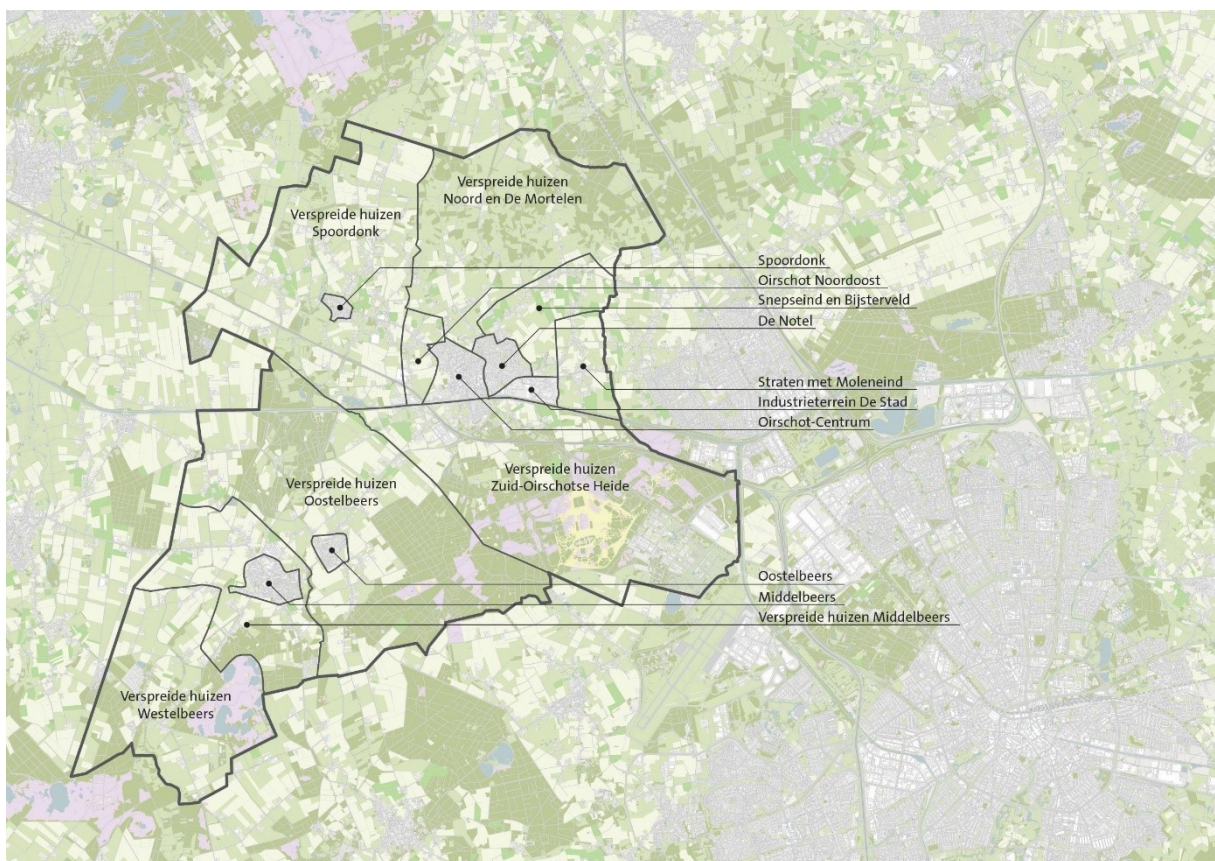 Verspreide huizen
Noord en De Mortelen
Verspreide huizen
Spoordonk
Spoordonk
Oirschot Noordoost
Snepseind en Bijsterveld
De Notel
Straten met Moleneind
Industrieterrein De Stad
Oirschot-Centrum
Verspreide huizen
Zuid-Oirschotse Heide
Verspreide huizen
Oostelbeers
Oostelbeers
Middelbeers
Verspreide huizen Middelbeers
Verspreide huizen
Westelbeers